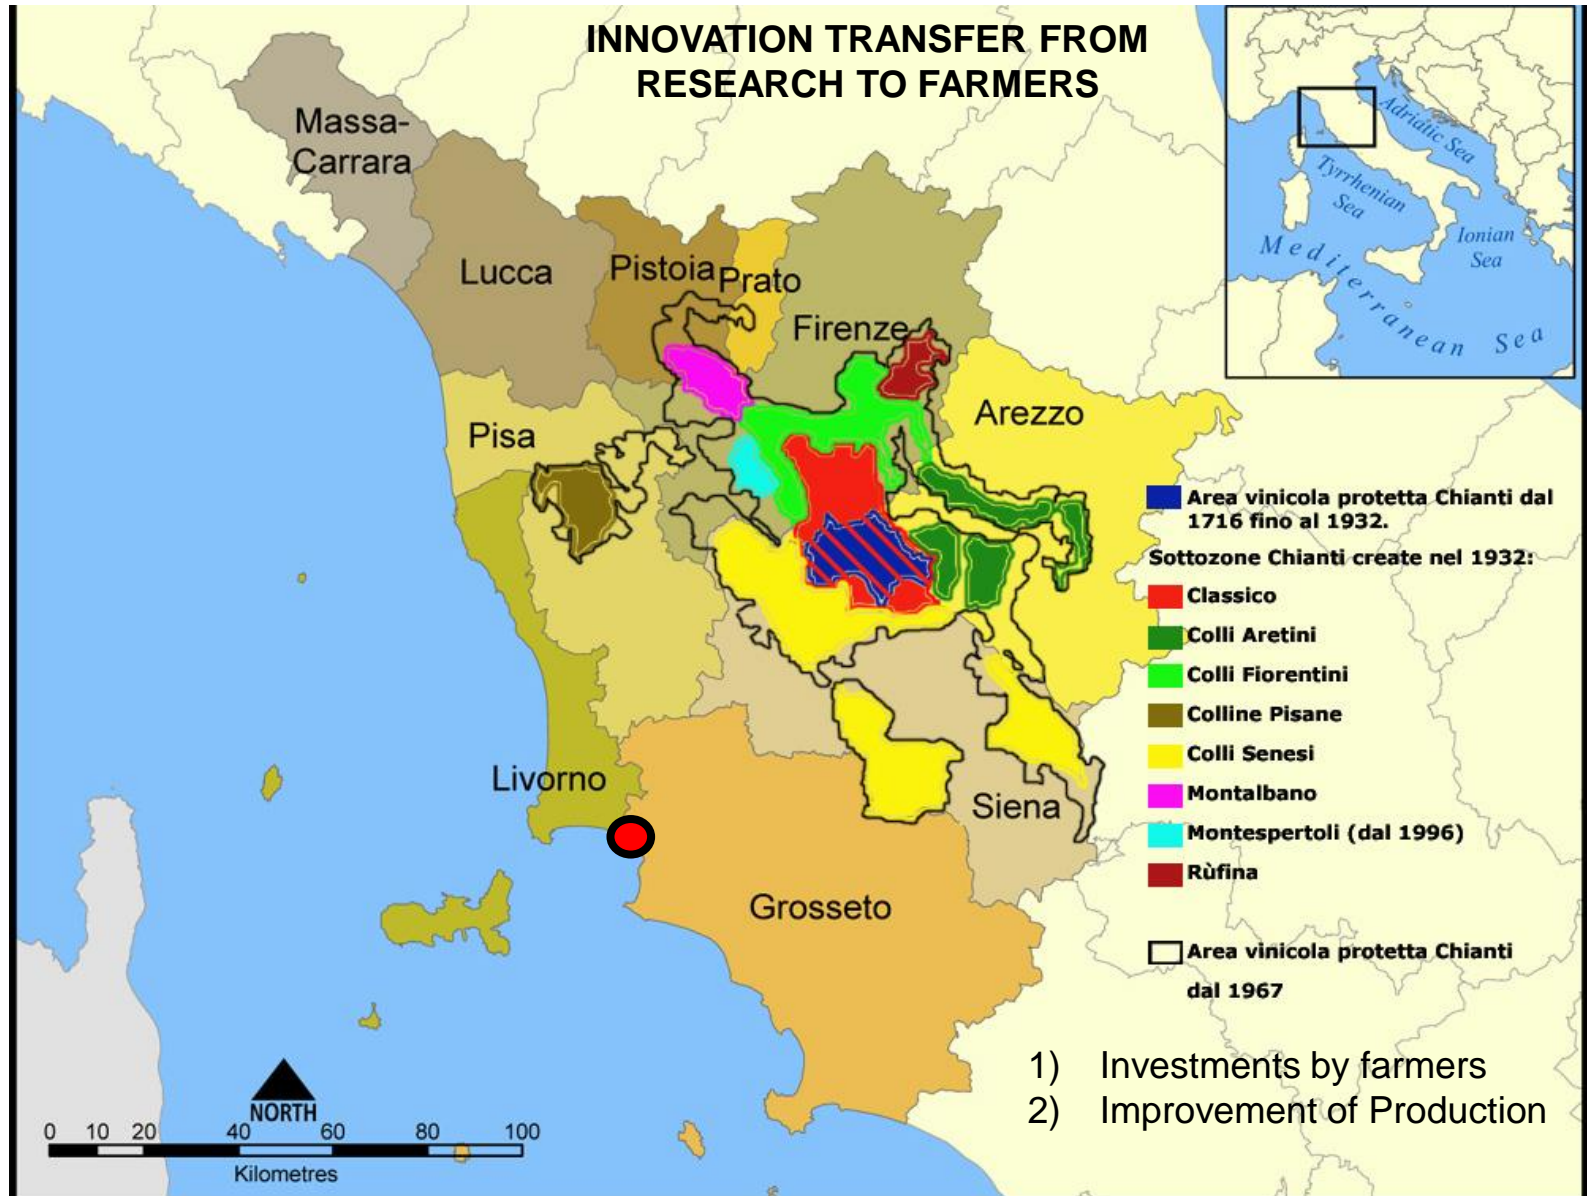 INNOVATION TRANSFER FROM
RESEARCH TO FARMERS
Massa-
Carrara
Lucca
Pistoia
Prato
Firenze
Pisa
Arezzo
Livorno
Siena
Grosseto
Adriatic Sea
Tyrrhenian
Sea
Ionian
Sea
Mediterranean Sea
Area vinicola protetta Chianti dal
1716 fino al 1932.
Sottozone Chianti create nel 1932:
Classico
Colli Aretini
Colli Fiorentini
Colline Pisane
Colli Senesi
Montalbano
Montespertoli (dal 1996)
Rùfina
Area vinicola protetta Chianti
dal 1967
1) Investments by farmers
2) Improvement of Production
NORTH
0 10 20 40 60 80 100
Kilometres